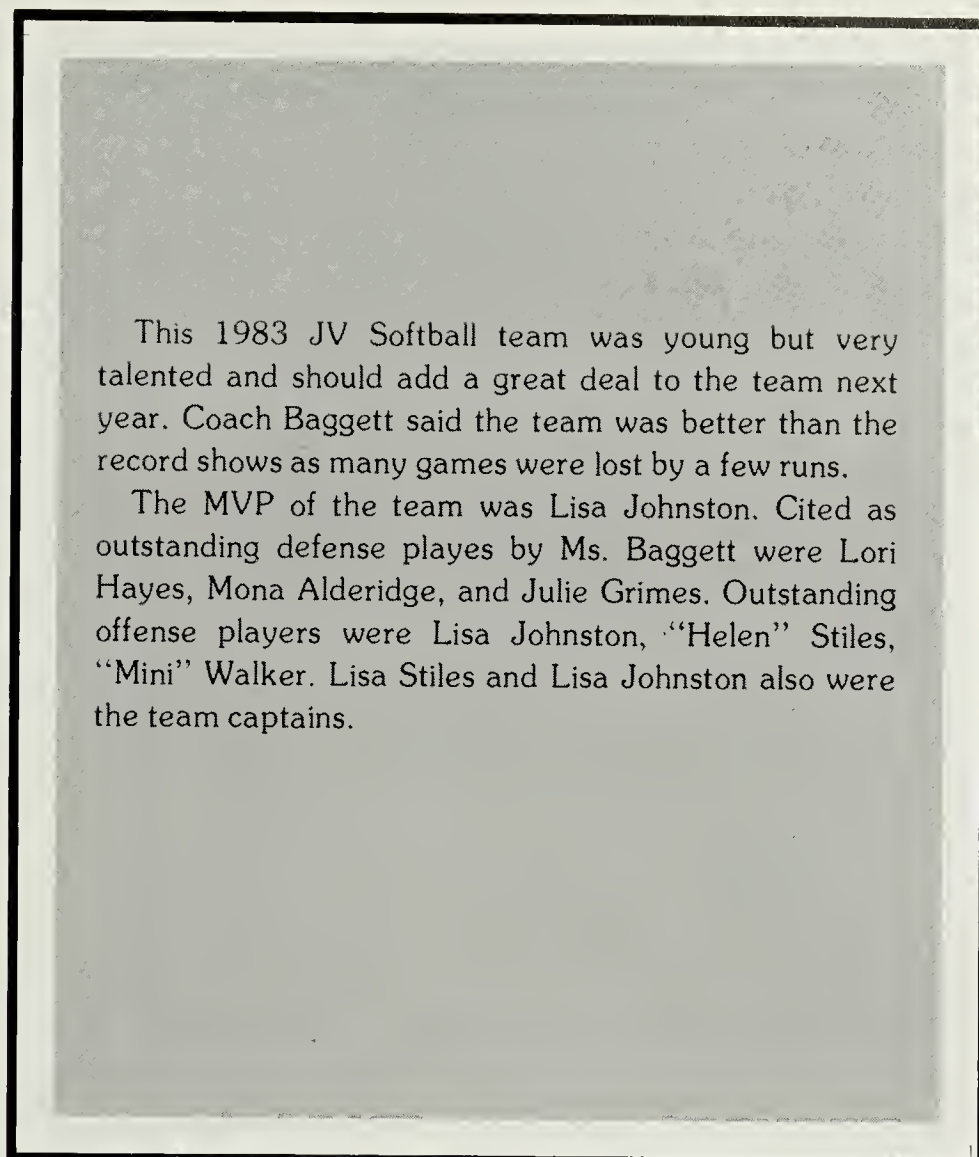 This 1983 JV Softball team was young but very
talented and should add a great deal to the team next
year. Coach Baggett said the team was better than the
record shows as many games were lost by a few runs.
The MVP of the team was Lisa Johnston. Cited as
outstanding defense playes by Ms. Baggett were Lori
Hayes, Mona Alderidge, and Julie Grimes. Outstanding
offense players were Lisa Johnston, “Helen” Stiles,
“Mini” Walker. Lisa Stiles and Lisa Johnston also were
the team captains.